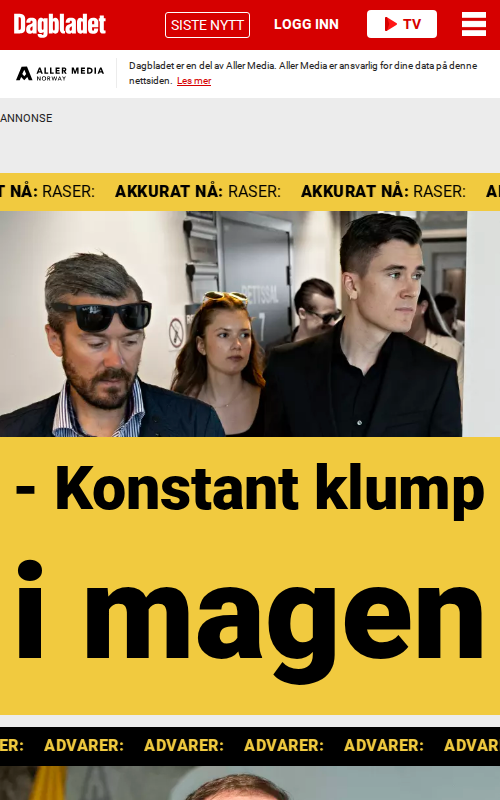 Dagbladet
SISTE NYTT
LOGG INN
TV
ALLER MEDIA
NORWAY
Dagbladet er en del av Aller Media. Aller Media er ansvarlig for dine data på denne
nettsiden. Les mer
ANNONSE
T NÅ: RASER: AKKURAT NÅ: RASER: AKKURAT NÅ: RASER: A
RETTSSAL
7
- Konstant klump
i magen
ER: ADVARER: ADVARER: ADVARER: ADVARER: ADVAR